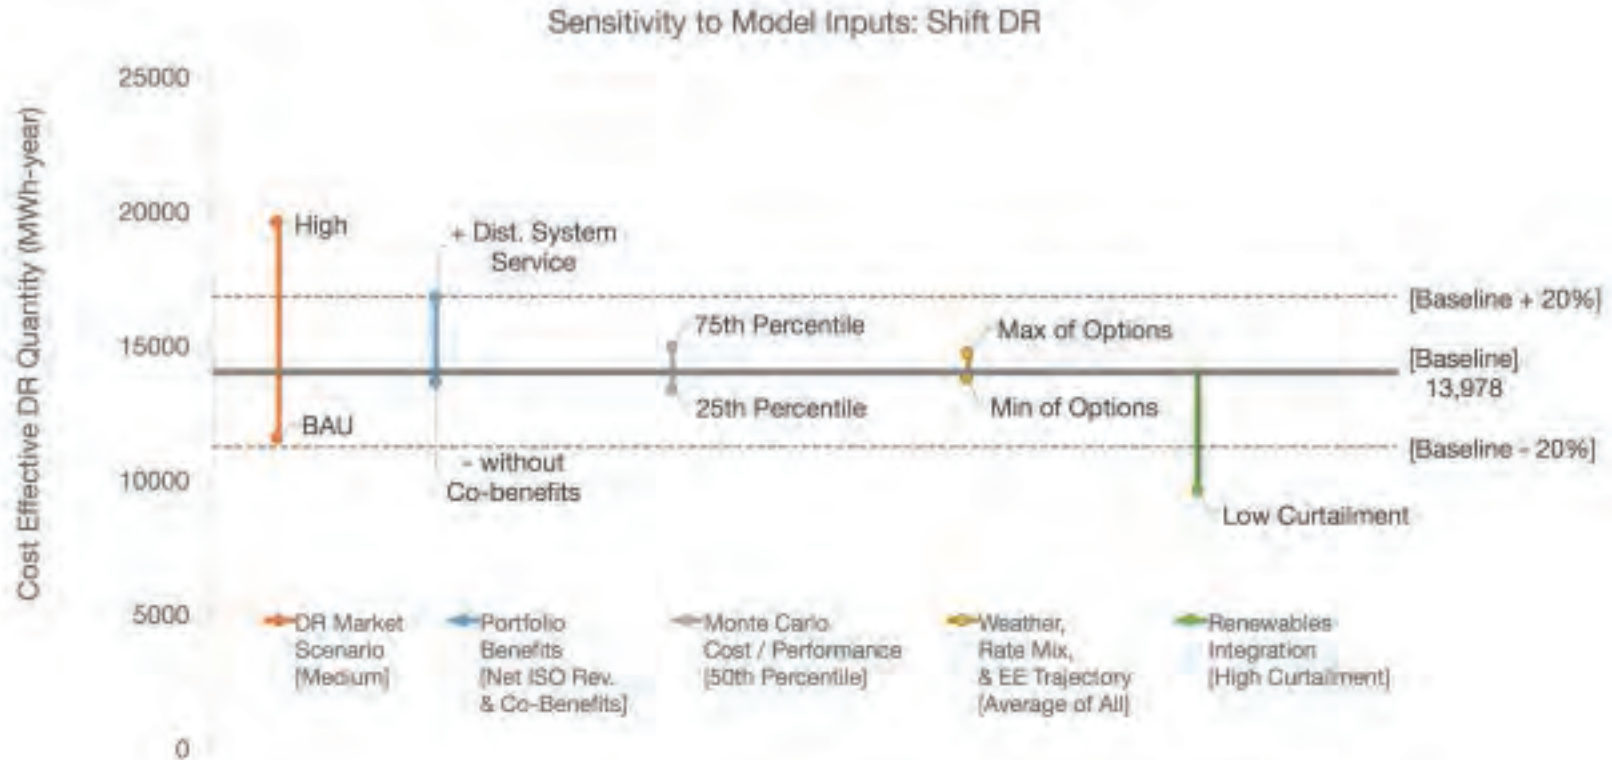 Sensitivity to Model Inputs: Shift DR
Cost Effective DR Quantity (MWh-year)
25000
20000
15000
10000
5000
0
High
BAU
+ Dist. System
Service
- without
Co-benefits
75th Percentile
25th Percentile
Max of Options
Min of Options
Low Curtailment
[Baseline + 20%]
[Baseline]
13,978
[Baseline - 20%]
DR Market
Scenario
[Medium]
Portfolio
Benefits
[Net ISO Rev.
& Co-Benefits]
Monte Carlo
Cost / Performance
[50th Percentile]
Weather,
Rate Mix,
& EE Trajectory
[Average of All]
Renewables
Integration
[High Curtailment]